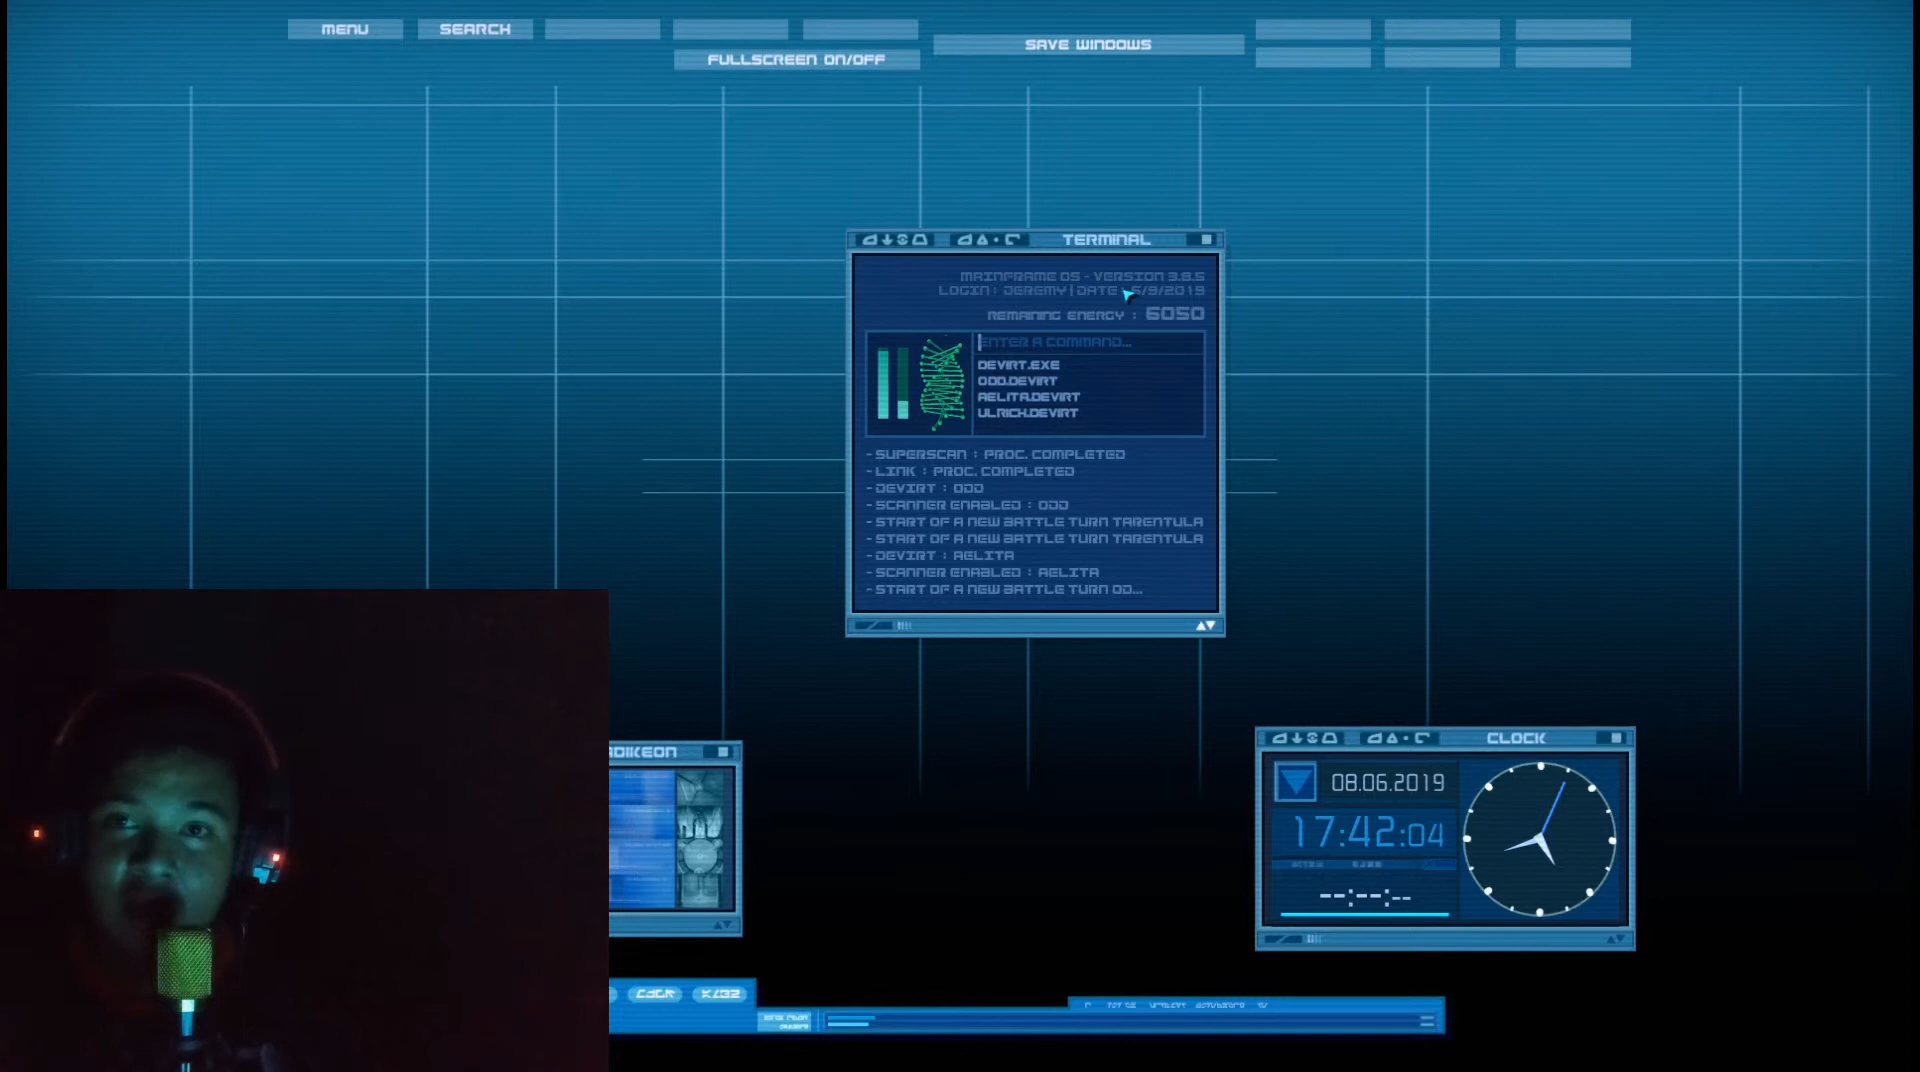 MENU
SEARCH
FULLSCREEN ON/OFF
SAVE WINDOWS
TERMINAL
MAINFRAME OS - VERSION 3.8.5
LOGIN : JEREMY | DATE : 6/9/2019
REMAINING ENERGY : 6050
ENTER A COMMAND...
DEVIRT.EXE
ODD.DEVIRT
AELITA.DEVIRT
ULRICH.DEVIRT
- SUPERSCAN : PROC. COMPLETED
- LINK : PROC. COMPLETED
- DEVIRT : ODD
- SCANNER ENABLED : ODD
- START OF A NEW BATTLE TURN TARENTULA
- START OF A NEW BATTLE TURN TARENTULA
- DEVIRT : AELITA
- SCANNER ENABLED : AELITA
- START OF A NEW BATTLE TURN OD...
DIKEON
CLOCK
08.06.2019
17:42:04
--:--:--